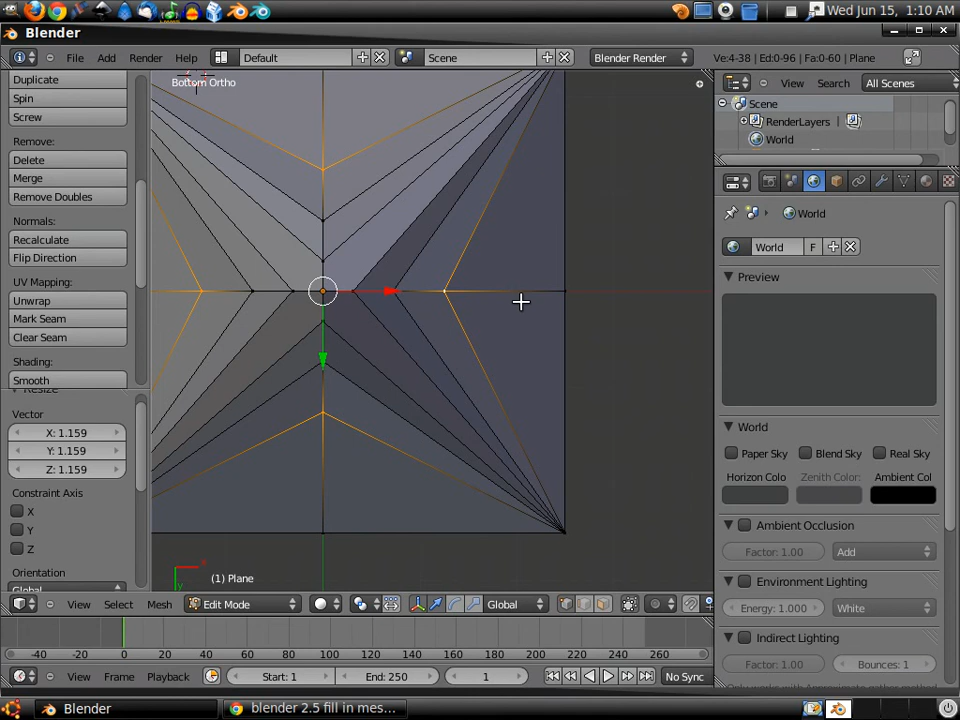 Wed Jun 15, 1:10 AM
Blender
File Add Render Help Default Scene Blender Render Ve:4-38 | Ed:0-96 | Fa:0-60 | Plane
Duplicate
Spin
Screw
Remove:
Delete
Merge
Remove Doubles
Normals:
Recalculate
Flip Direction
UV Mapping:
Unwrap
Mark Seam
Clear Seam
Shading:
Smooth
Resize
Vector
X: 1.159
Y: 1.159
Z: 1.159
Constraint Axis
X
Y
Z
Orientation
Global
Bottom Ortho
(1) Plane
View Search All Scenes
Scene
RenderLayers
World
World
World F
Preview
World
Paper Sky Blend Sky Real Sky
Horizon Colo Zenith Color: Ambient Col
Ambient Occlusion
Factor: 1.00 Add
Environment Lighting
Energy: 1.000 White
Indirect Lighting
Factor: 1.00 Bounces: 1
View Select Mesh Edit Mode Global
-40 -20 0 20 40 60 80 100 120 140 160 180 200 220 240 260
View Frame Playback Start: 1 End: 250 1 No Sync
Blender blender 2.5 fill in mes...